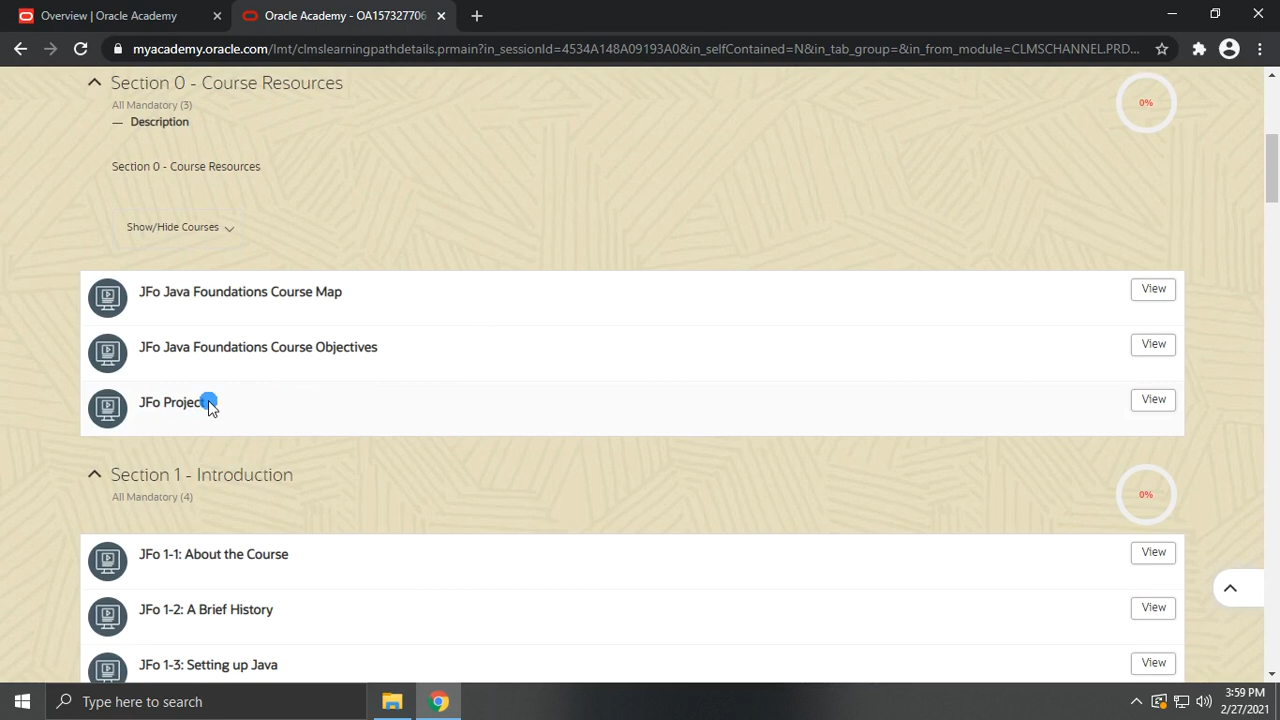 Overview | Oracle Academy
Oracle Academy - OA157327706
myacademy.oracle.com/lmt/clmslearningpathdetails.prmain?in_sessionId=4534A148A09193A0&in_selfContained=N&in_tab_group=&in_from_module=CLMSCHANNEL.PRD...
Section 0 - Course Resources
All Mandatory (3)
0%
— Description
Section 0 - Course Resources
Show/Hide Courses
JFo Java Foundations Course Map
View
JFo Java Foundations Course Objectives
View
JFo Project
View
Section 1 - Introduction
All Mandatory (4)
0%
JFo 1-1: About the Course
View
JFo 1-2: A Brief History
View
JFo 1-3: Setting up Java
View
Type here to search
3:59 PM
2/27/2021